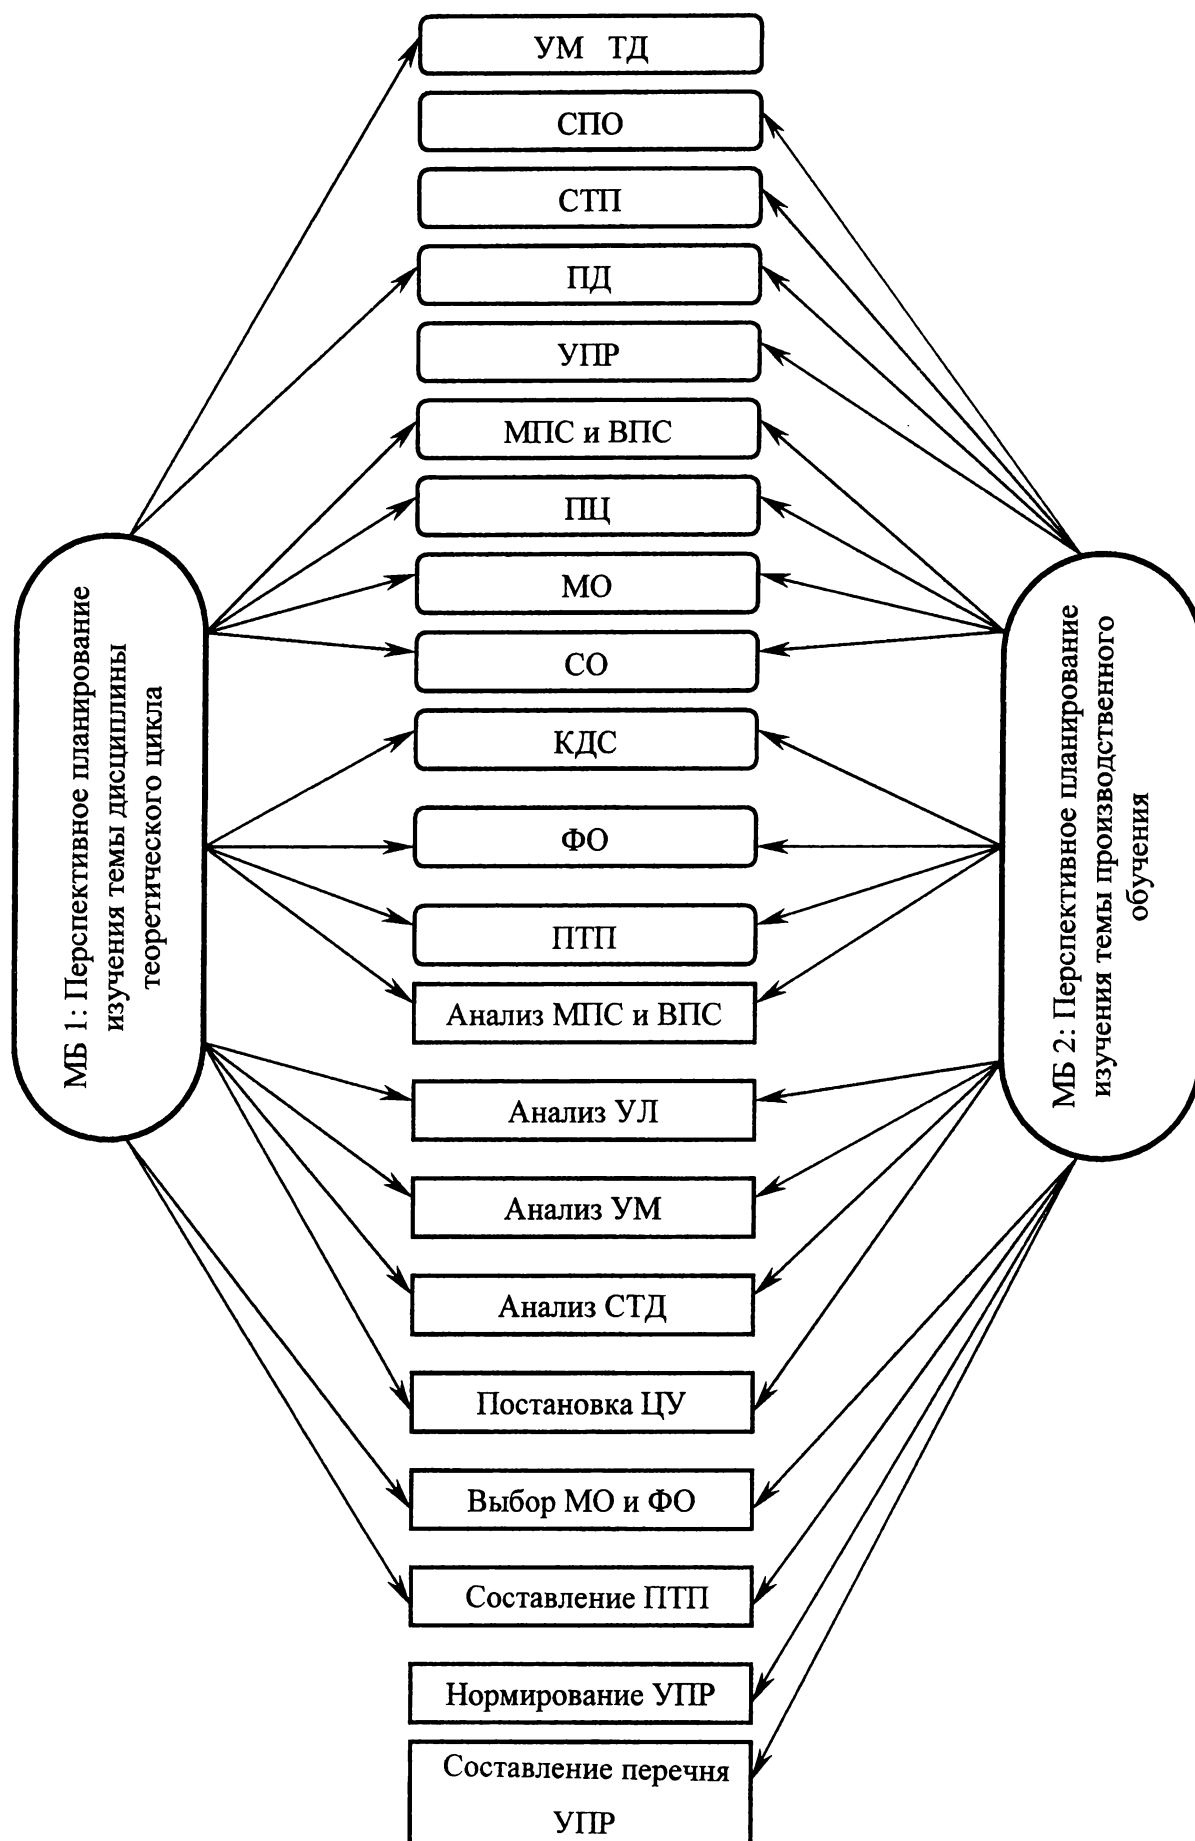 УМ ТД
СПО
СТП
ПД
УПР
МПС и ВПС
ПЦ
МО
СО
КДС
ФО
ПТП
Анализ МПС и ВПС
Анализ УЛ
Анализ УМ
Анализ СТД
Постановка ЦУ
Выбор МО и ФО
Составление ПТП
Нормирование УПР
Составление перечня
УПР
МБ 1: Перспективное планирование
изучения темы дисциплины
теоретического цикла
МБ 2: Перспективное планирование
изучения темы производственного
обучения